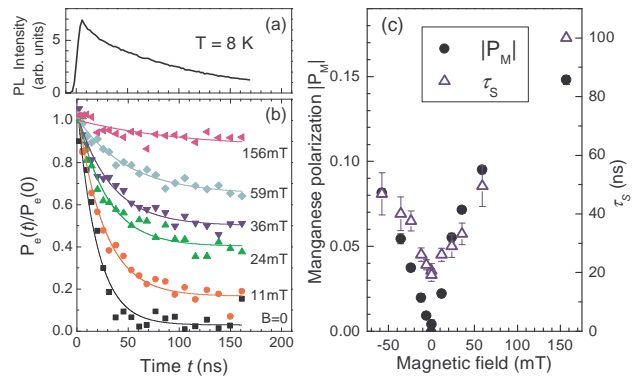 (a)
T = 8 K
PL Intensity
(arb. units)
5
0
(b)
156mT
59mT
36mT
24mT
11mT
B=0
P_e(t)/P_e(0)
1.0
0.8
0.6
0.4
0.2
0.0
0 50 100 150 200
Time t (ns)
(c)
|P_M|
τ_S
Manganese polarization |P_M|
0.15
0.10
0.05
0.00
-50 0 50 100 150
Magnetic field (mT)
100
80
60
40
20
0
τ_S (ns)